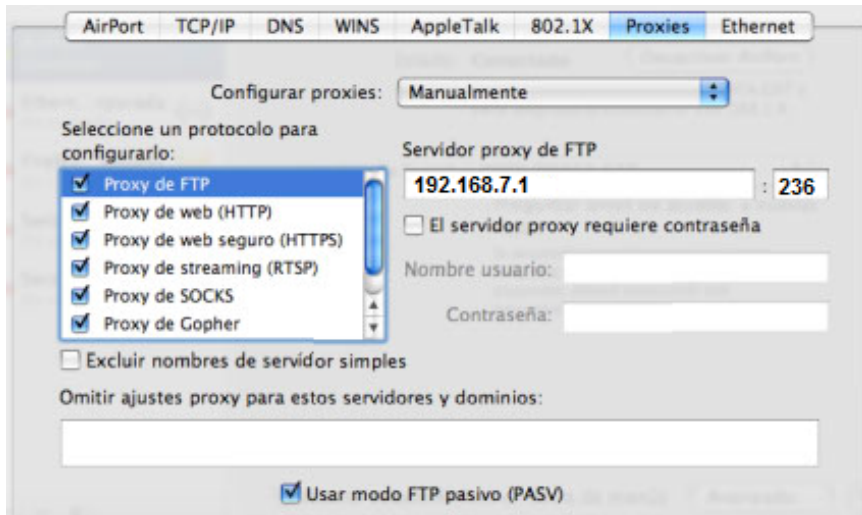 AirPort TCP/IP DNS WINS AppleTalk 802.1X Proxies Ethernet
Configurar proxies: Manualmente
Seleccione un protocolo para
configurarlo:
Proxy de FTP
Proxy de web (HTTP)
Proxy de web seguro (HTTPS)
Proxy de streaming (RTSP)
Proxy de SOCKS
Proxy de Gopher
Servidor proxy de FTP
192.168.7.1 : 236
El servidor proxy requiere contraseña
Nombre usuario:
Contraseña:
Excluir nombres de servidor simples
Omitir ajustes proxy para estos servidores y dominios:
Usar modo FTP pasivo (PASV)